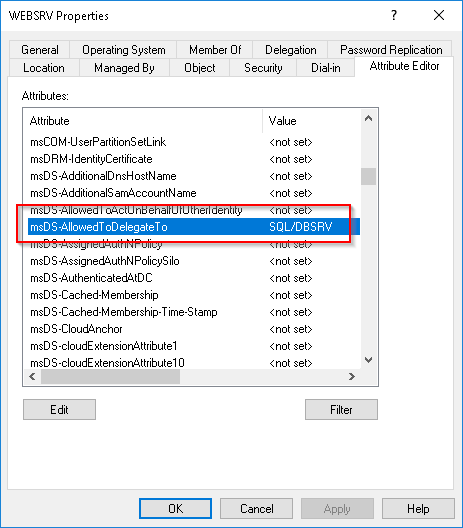 WEBSRV Properties
?
General Operating System Member Of Delegation Password Replication
Location Managed By Object Security Dial-in Attribute Editor
Attributes:
Attribute Value
msCOM-UserPartitionSetLink <not set>
msDRM-IdentityCertificate <not set>
msDS-AdditionalDnsHostName <not set>
msDS-AdditionalSamAccountName <not set>
msDS-AllowedToActOnBehalfOfOtherIdentity <not set>
msDS-AllowedToDelegateTo SQL/DBSRV
msDS-AssignedAuthNPolicy <not set>
msDS-AssignedAuthNPolicySilo <not set>
msDS-AuthenticatedAtDC <not set>
msDS-Cached-Membership <not set>
msDS-Cached-Membership-Time-Stamp <not set>
msDS-CloudAnchor <not set>
msDS-cloudExtensionAttribute1 <not set>
msDS-cloudExtensionAttribute10 <not set>
Edit Filter
OK Cancel Apply Help